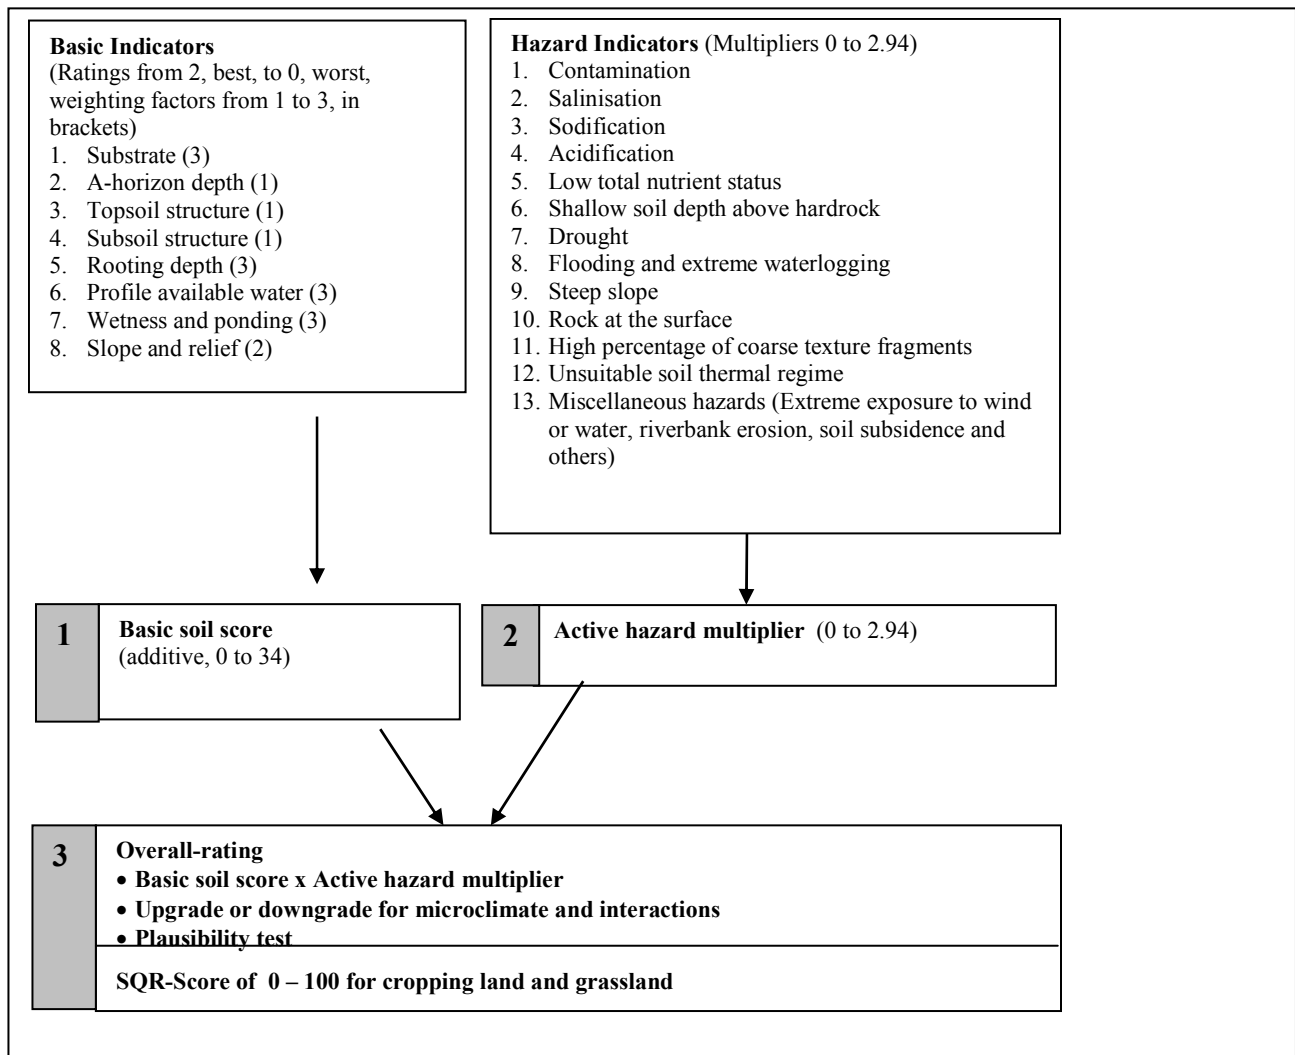 Basic Indicators
(Ratings from 2, best, to 0, worst,
weighting factors from 1 to 3, in
brackets)
1. Substrate (3)
2. A-horizon depth (1)
3. Topsoil structure (1)
4. Subsoil structure (1)
5. Rooting depth (3)
6. Profile available water (3)
7. Wetness and ponding (3)
8. Slope and relief (2)
Hazard Indicators (Multipliers 0 to 2.94)
1. Contamination
2. Salinisation
3. Sodification
4. Acidification
5. Low total nutrient status
6. Shallow soil depth above hardrock
7. Drought
8. Flooding and extreme waterlogging
9. Steep slope
10. Rock at the surface
11. High percentage of coarse texture fragments
12. Unsuitable soil thermal regime
13. Miscellaneous hazards (Extreme exposure to wind
or water, riverbank erosion, soil subsidence and
others)
1
Basic soil score
(additive, 0 to 34)
2
Active hazard multiplier (0 to 2.94)
3
Overall-rating
• Basic soil score x Active hazard multiplier
• Upgrade or downgrade for microclimate and interactions
• Plausibility test
SQR-Score of 0 – 100 for cropping land and grassland